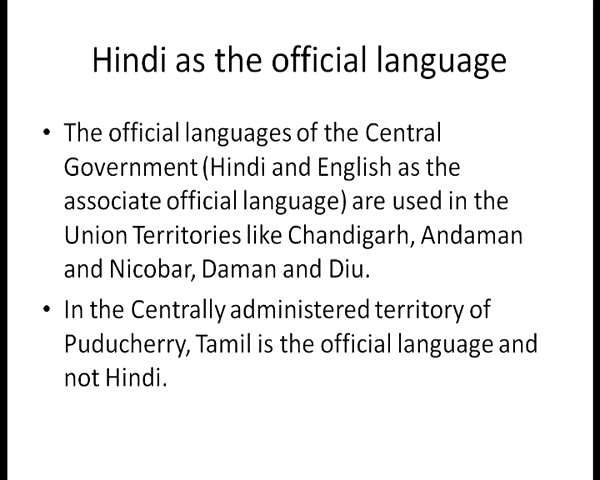 Hindi as the official language
• The official languages of the Central
Government (Hindi and English as the
associate official language) are used in the
Union Territories like Chandigarh, Andaman
and Nicobar, Daman and Diu.
• In the Centrally administered territory of
Puducherry, Tamil is the official language and
not Hindi.